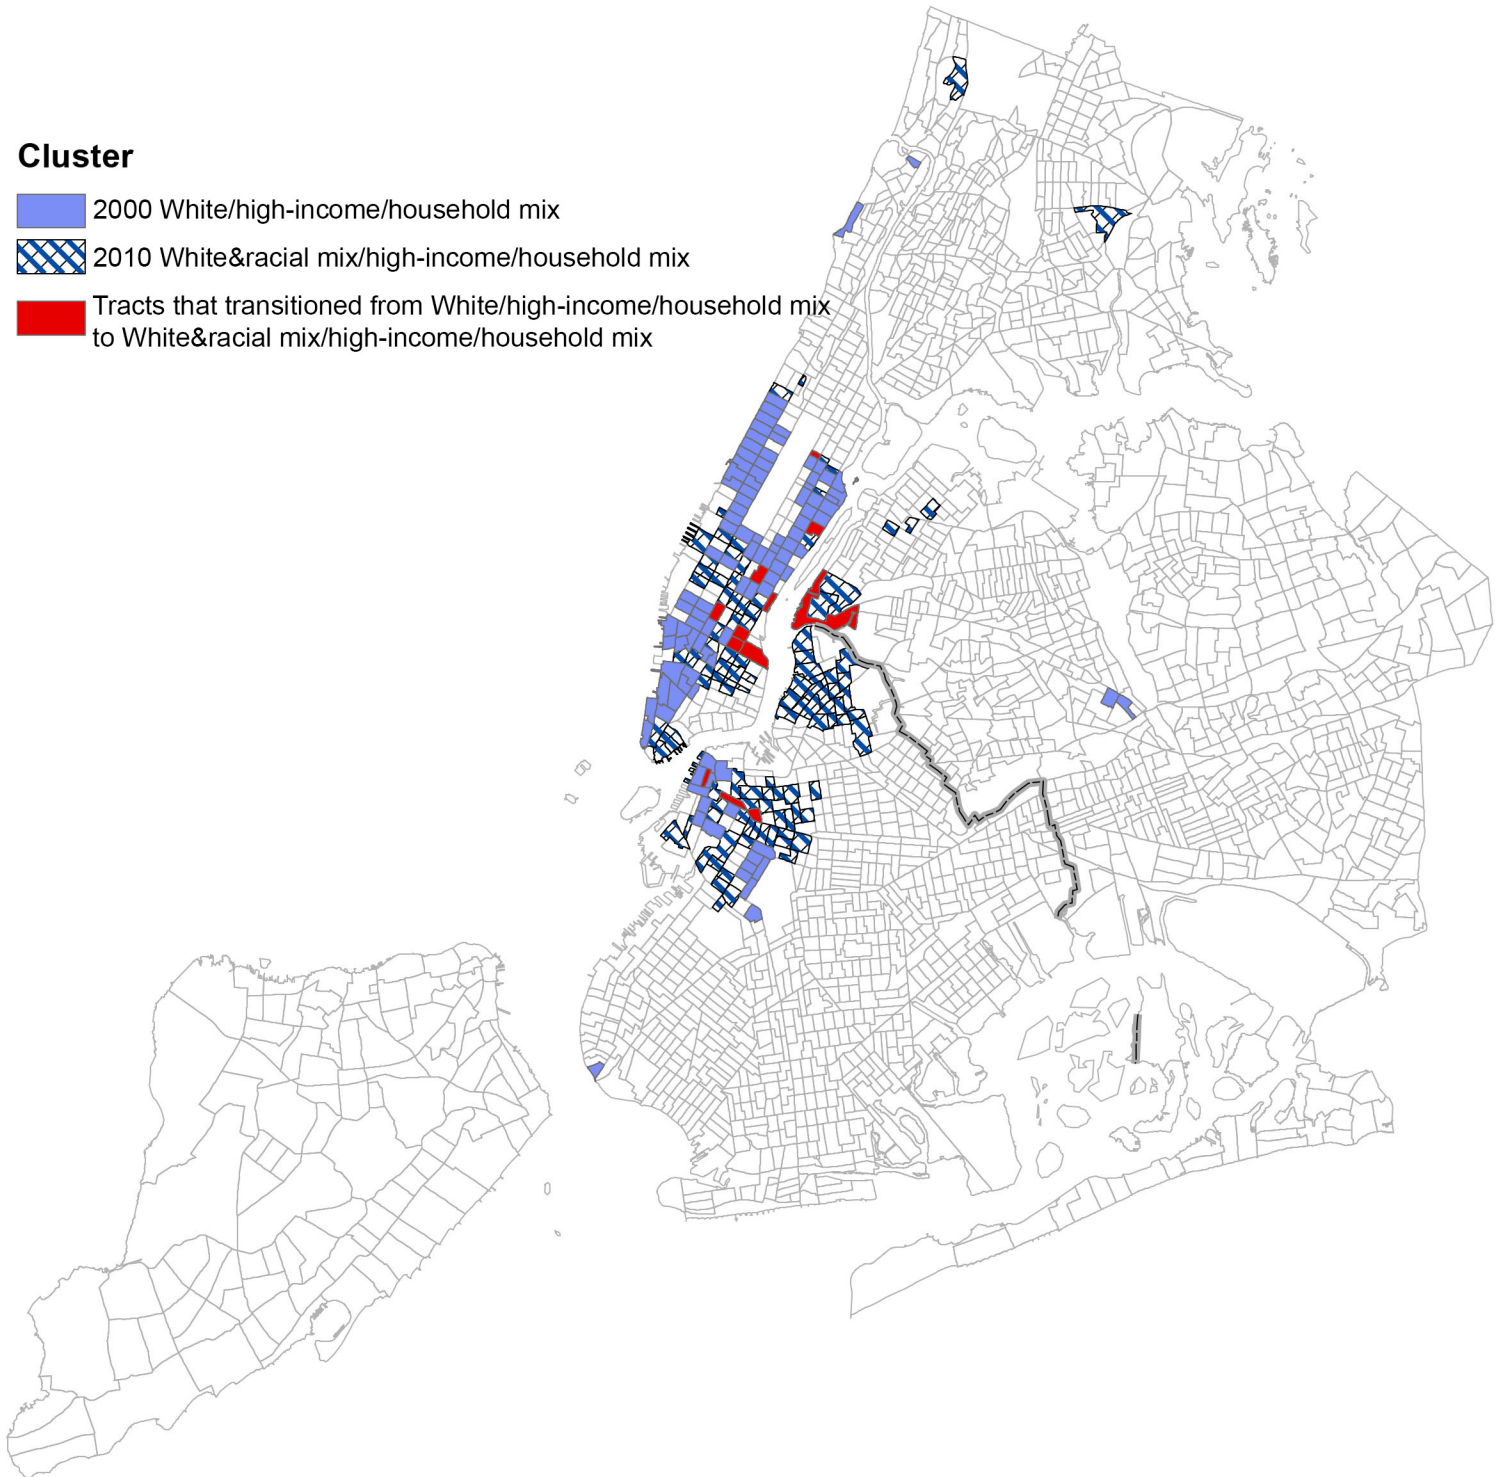 Cluster
2000 White/high-income/household mix
2010 White&racial mix/high-income/household mix
Tracts that transitioned from White/high-income/household mix
to White&racial mix/high-income/household mix